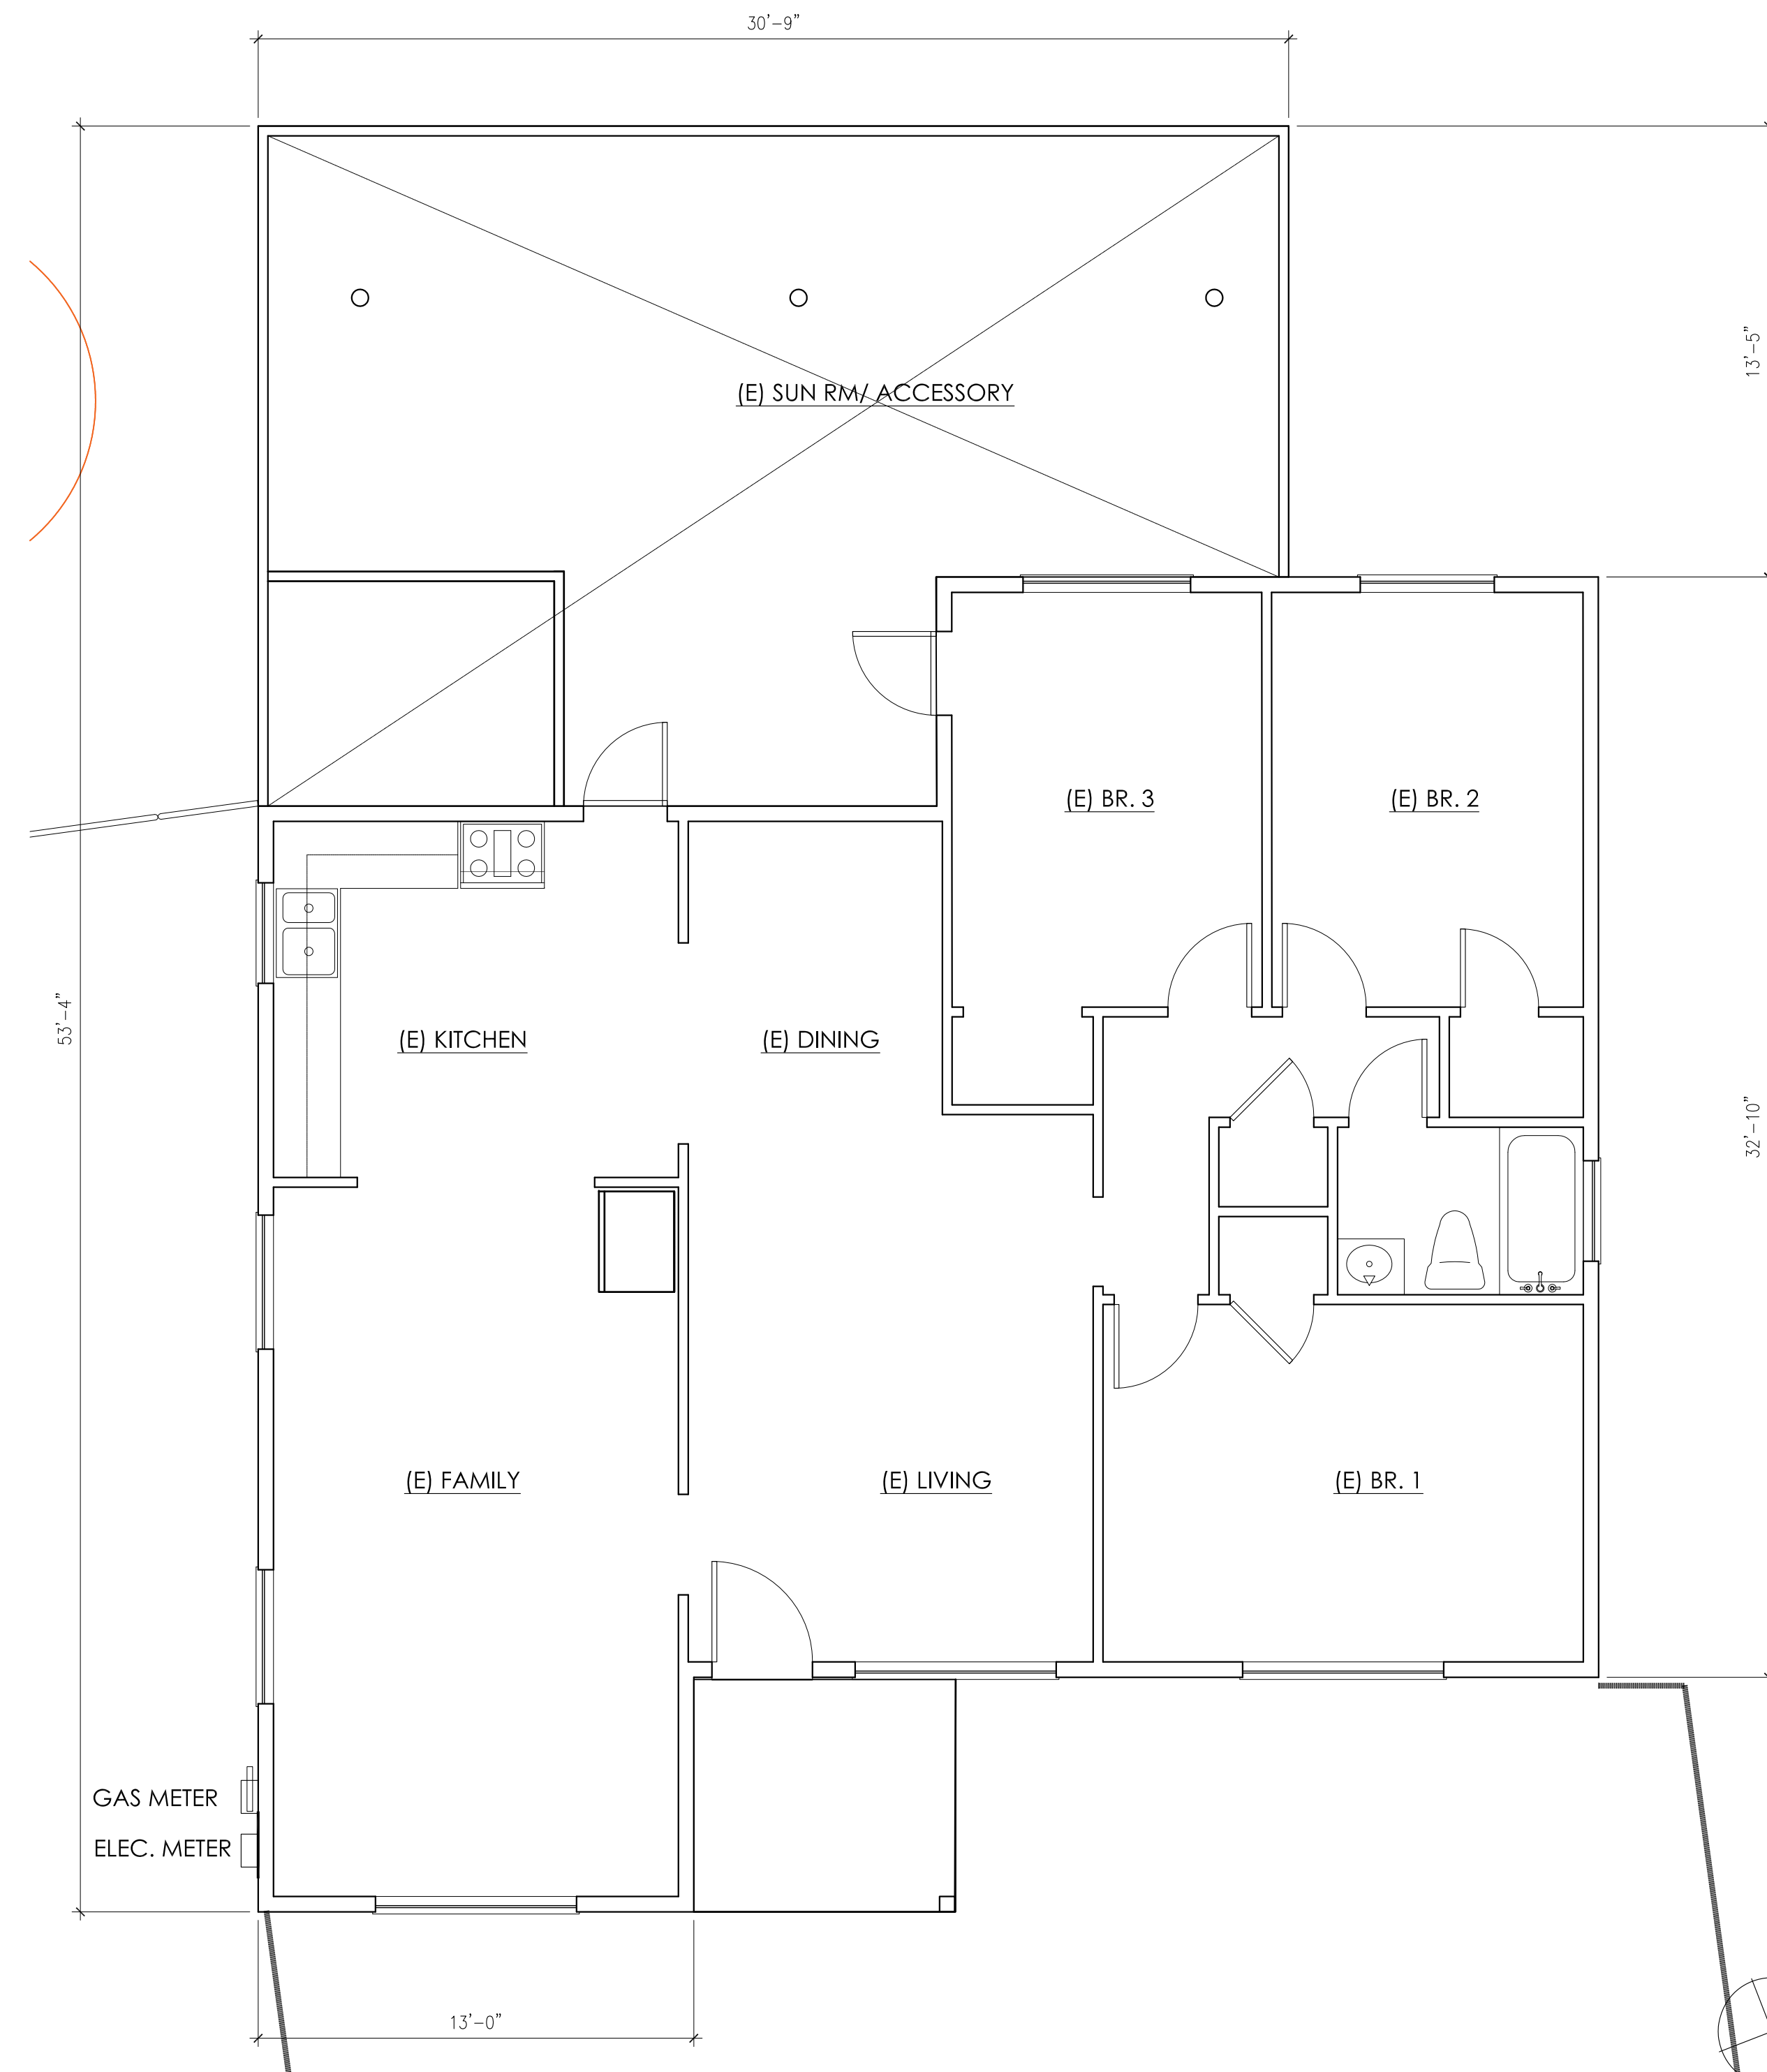 30'-9"
13'-5"
(E) SUN RM/ ACCESSORY
(E) BR. 3
(E) BR. 2
53'-4"
(E) KITCHEN
(E) DINING
32'-10"
(E) FAMILY
(E) LIVING
(E) BR. 1
GAS METER
ELEC. METER
13'-0"